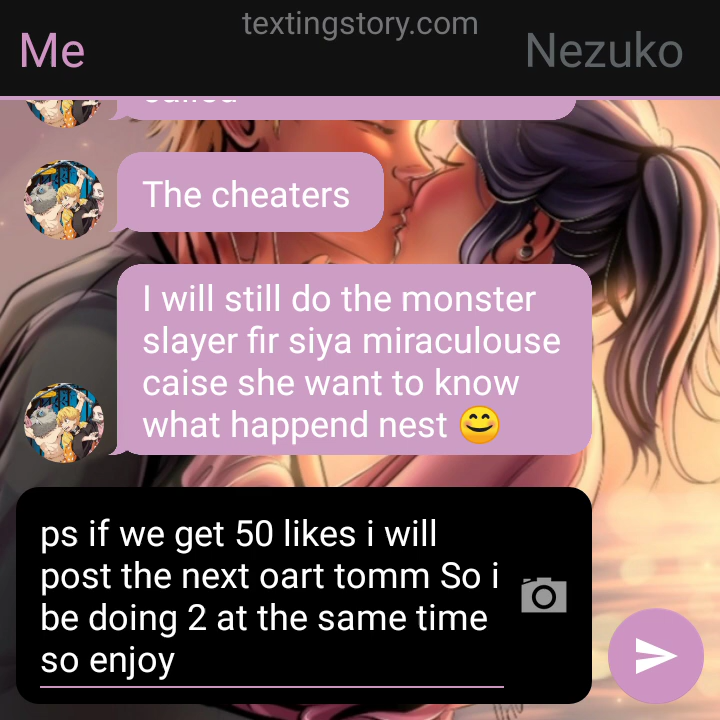 textingstory.com
Me
Nezuko
The cheaters
I will still do the monster
slayer fir siya miraculouse
caise she want to know
what happend nest 😊
ps if we get 50 likes i will
post the next oart tomm So i
be doing 2 at the same time
so enjoy